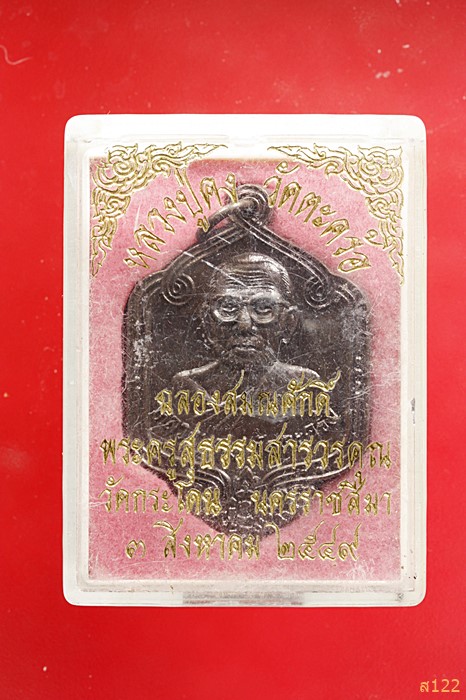 หลวงปู่คง วัดตะคร้อ
ฉลองสมณศักดิ์
พระครูสุธรรมสารวรคุณ
วัดกระโดน นครราชสีมา
๓ สิงหาคม ๒๕๔๙
ส122